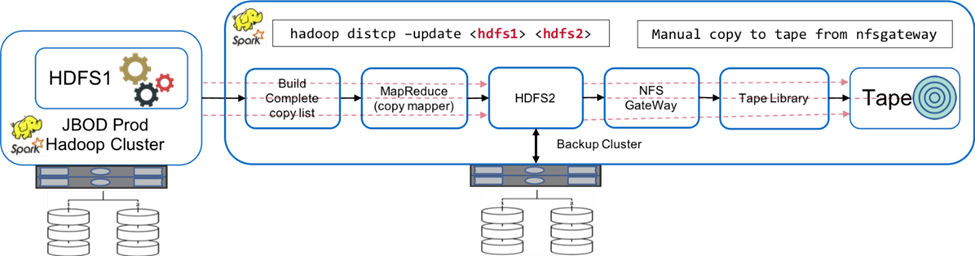 hadoop distcp –update <hdfs1> <hdfs2>
Manual copy to tape from nfsgateway
Spark
HDFS1
JBOD Prod
Hadoop Cluster
Spark
Build
Complete
copy list
MapReduce
(copy mapper)
HDFS2
NFS
GateWay
Tape Library
Tape
Backup Cluster